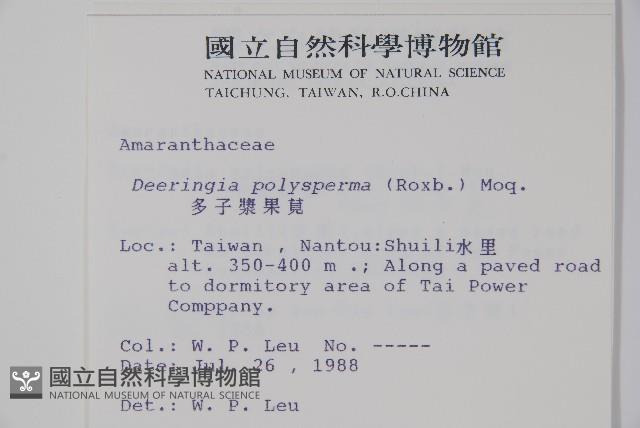 國立自然科學博物館
NATIONAL MUSEUM OF NATURAL SCIENCE
TAICHUNG, TAIWAN, R.O.CHINA
Amaranthaceae
Deeringia polysperma (Roxb.) Moq.
多子漿果莧
Loc.: Taiwan , Nantou:Shuili水里
alt. 350-400 m .; Along a paved road
to dormitory area of Tai Power
Comppany.
Col.: W. P. Leu No. -----
Date: Jul. 26 , 1988
國立自然科學博物館
NATIONAL MUSEUM OF NATURAL SCIENCE
Det.: W. P. Leu